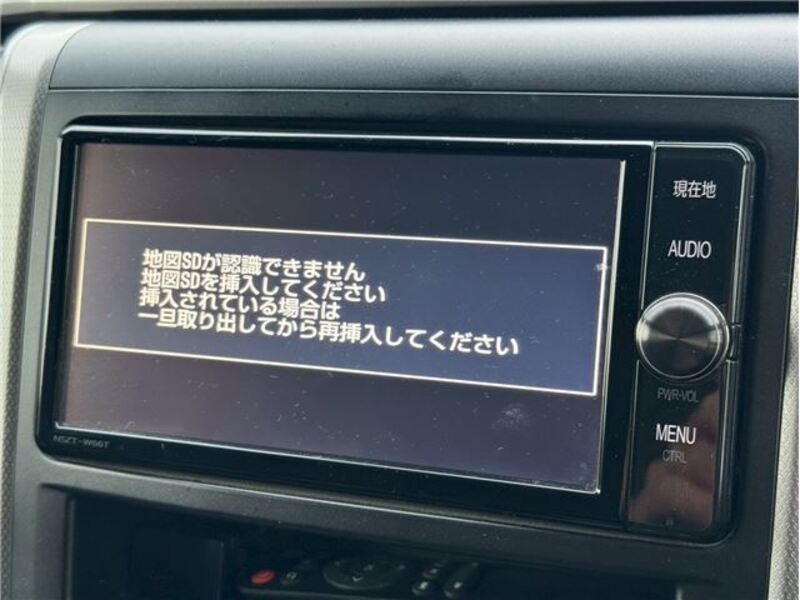 地図SDが認識できません
地図SDを挿入してください
挿入されている場合は
一旦取り出してから再挿入してください
現在地
AUDIO
PWR-VOL
MENU
CTRL
NSZT-W66T